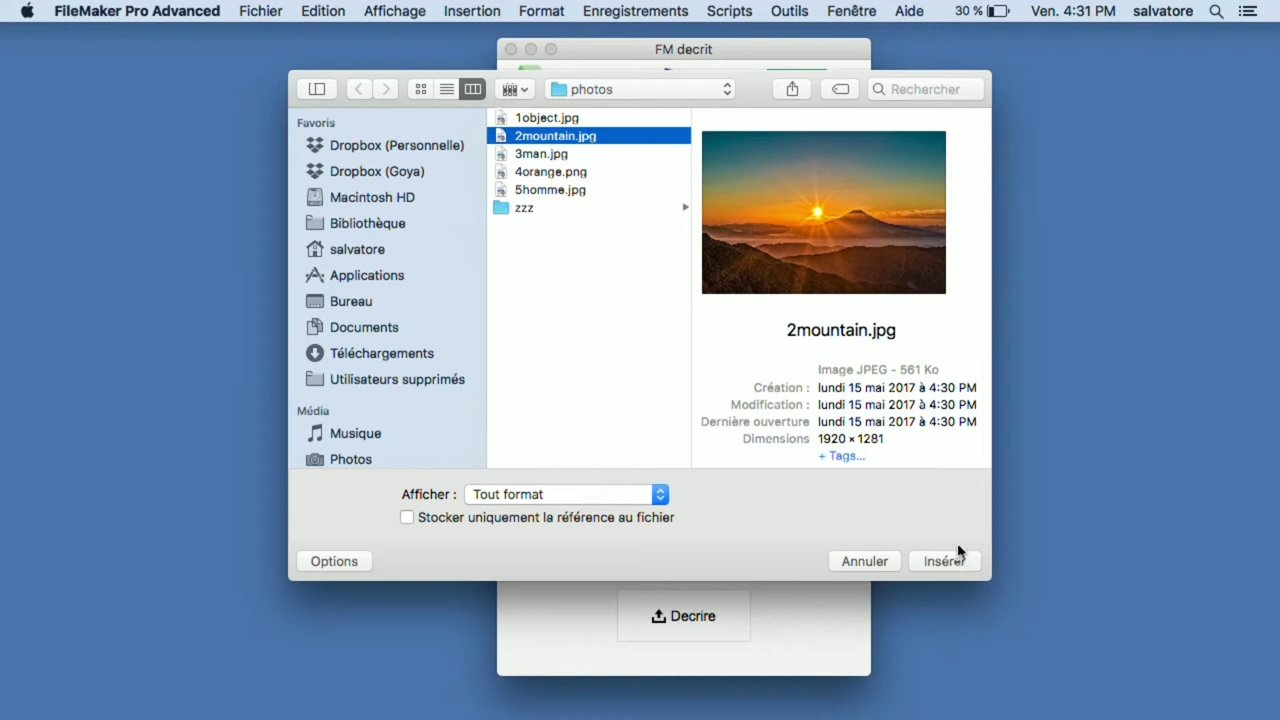 FileMaker Pro Advanced Fichier Edition Affichage Insertion Format Enregistrements Scripts Outils Fenêtre Aide 30 % Ven. 4:31 PM salvatore
FM decrit
photos
Rechercher
Favoris
Dropbox (Personnelle)
Dropbox (Goya)
Macintosh HD
Bibliothèque
salvatore
Applications
Bureau
Documents
Téléchargements
Utilisateurs supprimés
Média
Musique
Photos
1object.jpg
2mountain.jpg
3man.jpg
4orange.png
5homme.jpg
zzz
2mountain.jpg
Image JPEG - 561 Ko
Création : lundi 15 mai 2017 à 4:30 PM
Modification : lundi 15 mai 2017 à 4:30 PM
Dernière ouverture lundi 15 mai 2017 à 4:30 PM
Dimensions 1920 × 1281
+ Tags...
Afficher : Tout format
Stocker uniquement la référence au fichier
Options
Annuler
Insérer
Decrire